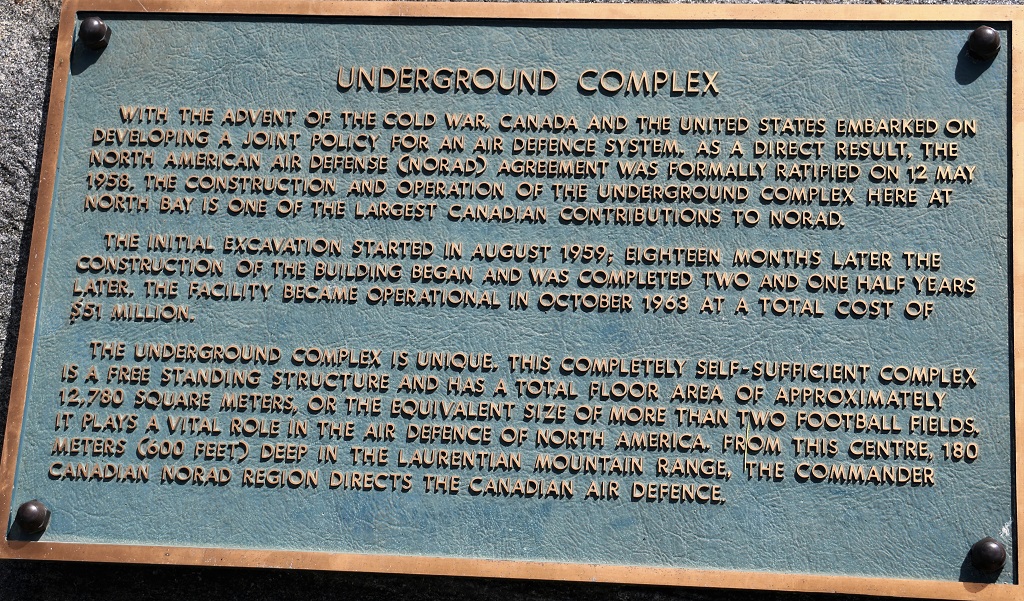 UNDERGROUND COMPLEX
WITH THE ADVENT OF THE COLD WAR, CANADA AND THE UNITED STATES EMBARKED ON
DEVELOPING A JOINT POLICY FOR AN AIR DEFENCE SYSTEM. AS A DIRECT RESULT, THE
NORTH AMERICAN AIR DEFENSE (NORAD) AGREEMENT WAS FORMALLY RATIFIED ON 12 MAY
1958. THE CONSTRUCTION AND OPERATION OF THE UNDERGROUND COMPLEX HERE AT
NORTH BAY IS ONE OF THE LARGEST CANADIAN CONTRIBUTIONS TO NORAD.
THE INITIAL EXCAVATION STARTED IN AUGUST 1959; EIGHTEEN MONTHS LATER THE
CONSTRUCTION OF THE BUILDING BEGAN AND WAS COMPLETED TWO AND ONE HALF YEARS
LATER. THE FACILITY BECAME OPERATIONAL IN OCTOBER 1963 AT A TOTAL COST OF
$51 MILLION.
THE UNDERGROUND COMPLEX IS UNIQUE. THIS COMPLETELY SELF-SUFFICIENT COMPLEX
IS A FREE STANDING STRUCTURE AND HAS A TOTAL FLOOR AREA OF APPROXIMATELY
12,780 SQUARE METERS, OR THE EQUIVALENT SIZE OF MORE THAN TWO FOOTBALL FIELDS.
IT PLAYS A VITAL ROLE IN THE AIR DEFENCE OF NORTH AMERICA. FROM THIS CENTRE, 180
METERS (600 FEET) DEEP IN THE LAURENTIAN MOUNTAIN RANGE, THE COMMANDER
CANADIAN NORAD REGION DIRECTS THE CANADIAN AIR DEFENCE.